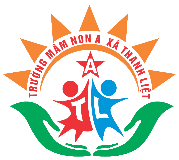 TRƯỜNG MẦM NON A XÃ THANH LIỆT
A
T L